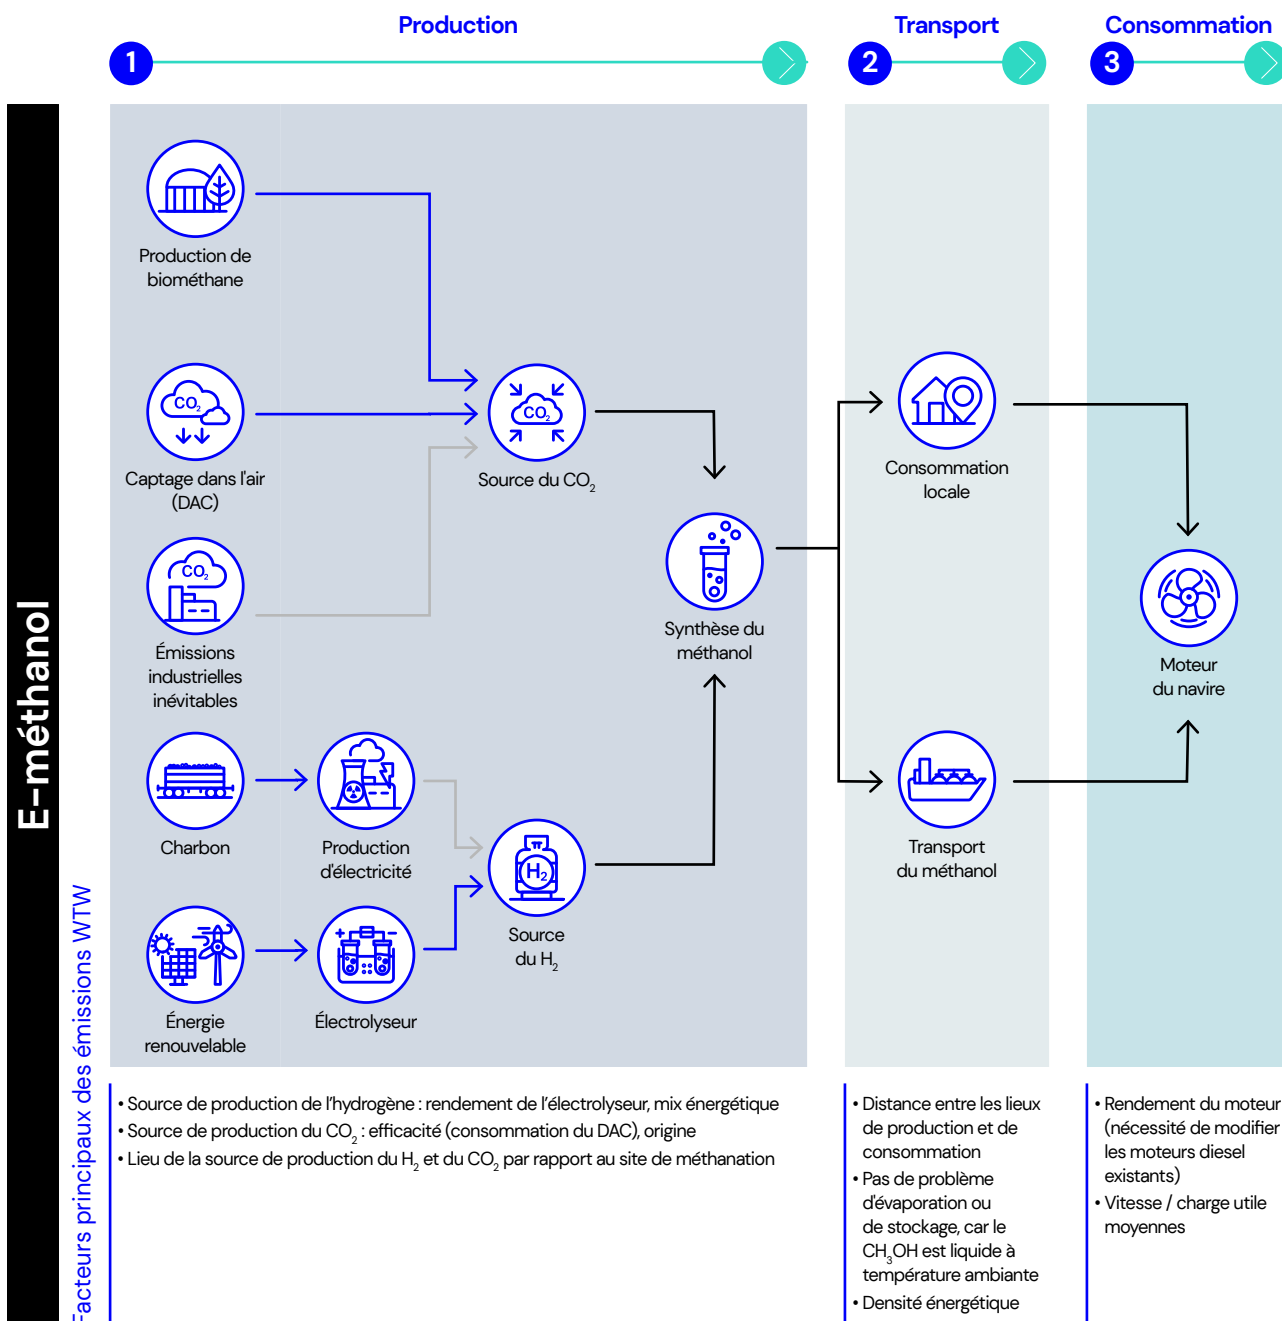 Production
Transport
Consommation
1
2
3
E-méthanol
Facteurs principaux des émissions WTW
Production de
biométhane
CO2
Captage dans l'air
(DAC)
CO2
Source du CO2
CO2
Émissions
industrielles
inévitables
Synthèse du
méthanol
Consommation
locale
Moteur
du navire
Charbon
Production
d'électricité
H2
Source
du H2
Transport
du méthanol
Énergie
renouvelable
+ -
Électrolyseur
• Source de production de l'hydrogène : rendement de l'électrolyseur, mix énergétique
• Source de production du CO2 : efficacité (consommation du DAC), origine
• Lieu de la source de production du H2 et du CO2 par rapport au site de méthanation
• Distance entre les lieux
de production et de
consommation
• Pas de problème
d'évaporation ou
de stockage, car le
CH3OH est liquide à
température ambiante
• Densité énergétique
• Rendement du moteur
(nécessité de modifier
les moteurs diesel
existants)
• Vitesse / charge utile
moyennes